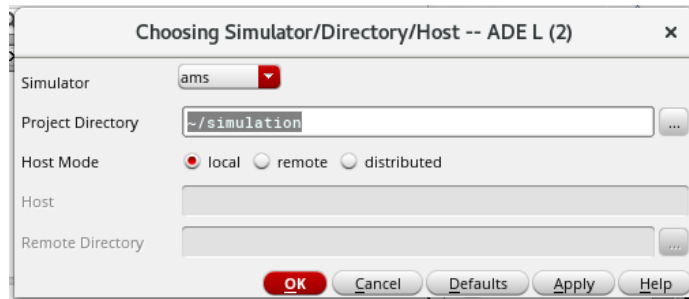 Choosing Simulator/Directory/Host -- ADE L (2)
Simulator ams
Project Directory ~/simulation ...
Host Mode local remote distributed
Host
Remote Directory ...
OK Cancel Defaults Apply Help